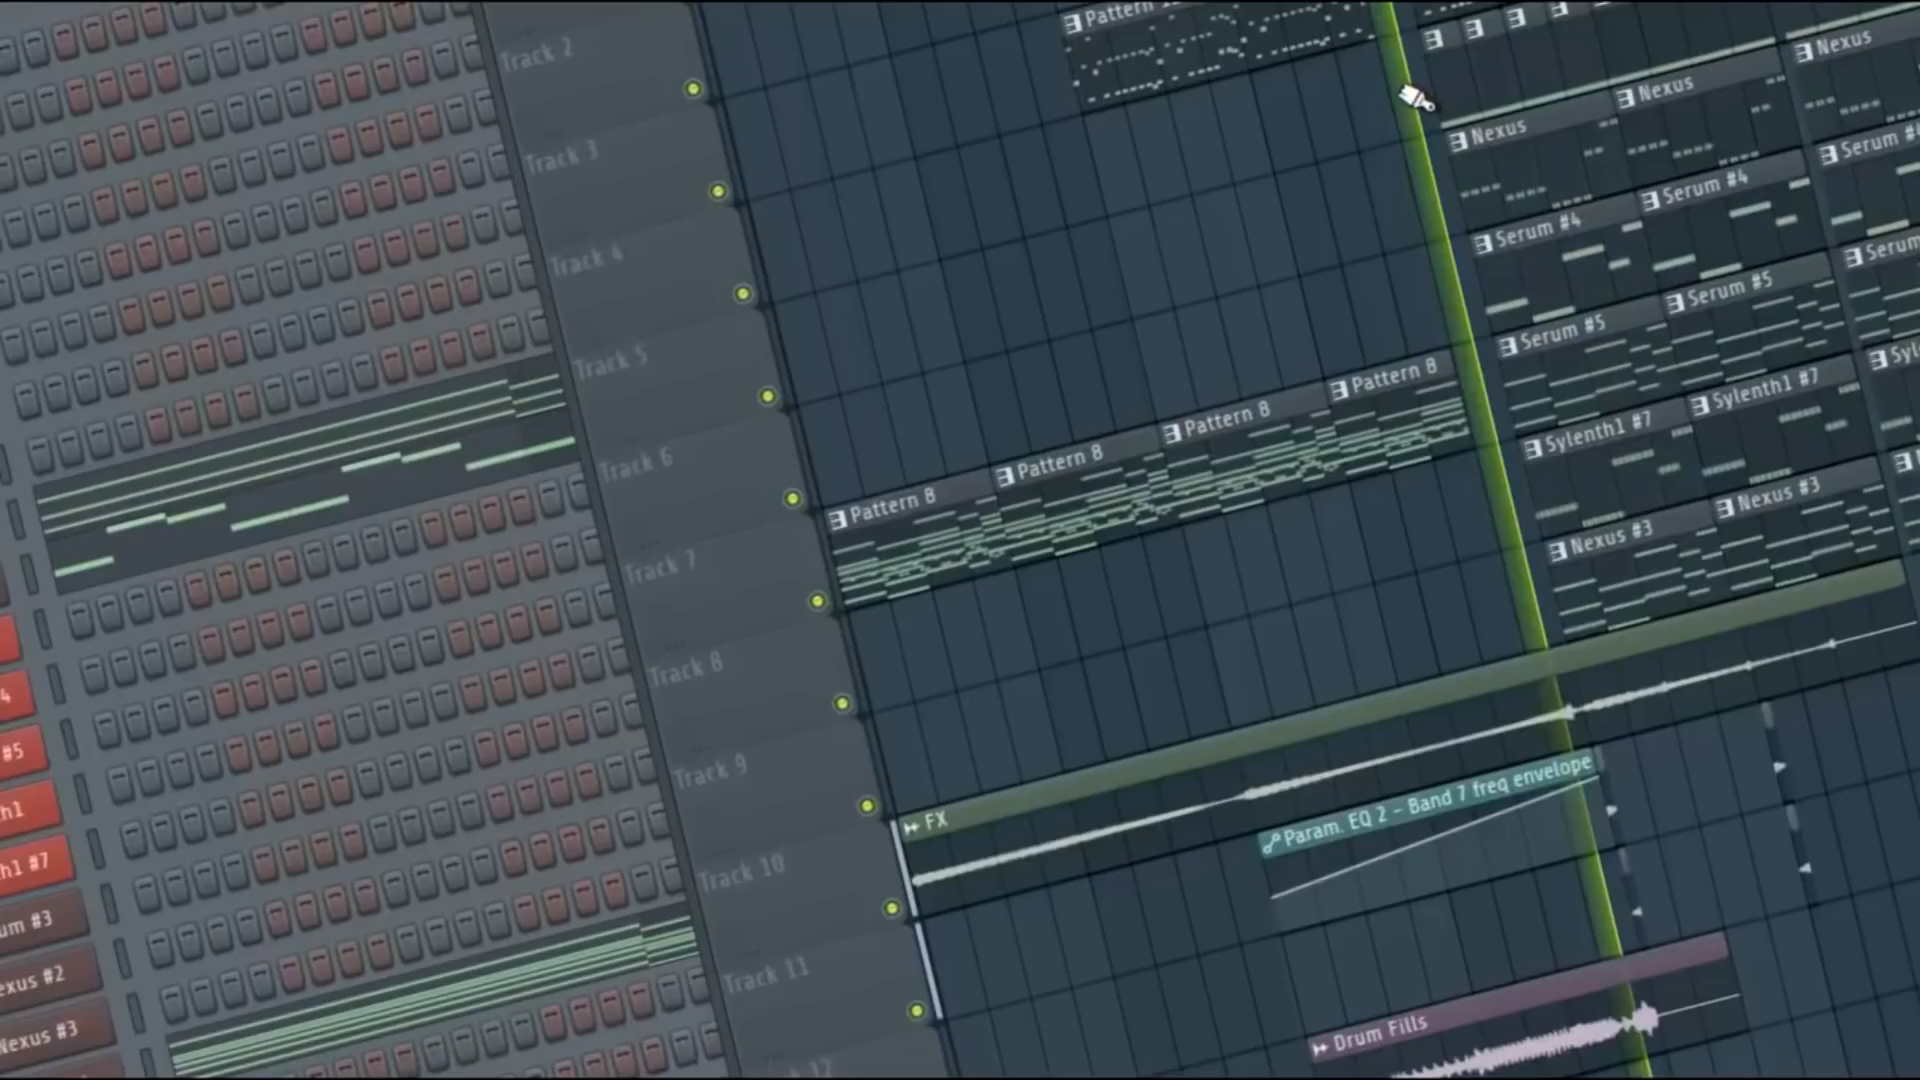 Track 2
Track 3
Track 4
Track 5
Track 6
Track 7
Track 8
Track 9
Track 10
Track 11
Pattern
Nexus
Nexus
Nexus
Serum #4
Serum #4
Serum
Serum #5
Serum #5
Serum
Sylenth1 #7
Sylenth1 #7
Nexus #3
Nexus #3
Pattern 8
Pattern 8
Pattern 8
Pattern 8
FX
Param. EQ 2 - Band 7 freq envelope
Drum Fills
4
#5
h1
h1 #7
um #3
exus #2
Nexus #3